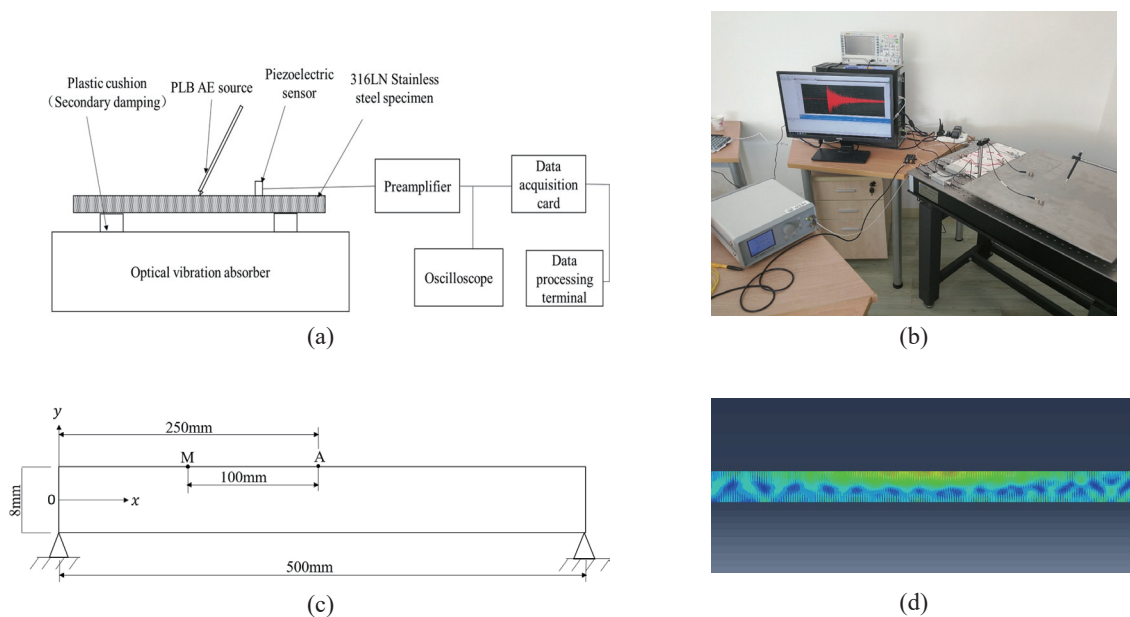 Plastic cushion
（Secondary damping）
PLB AE source
Piezoelectric
sensor
316LN Stainless
steel specimen
Preamplifier
Data
acquisition
card
Optical vibration absorber
Oscilloscope
Data
processing
terminal
(a)
(b)
y
250mm
M
A
100mm
8mm
0
x
500mm
(c)
(d)